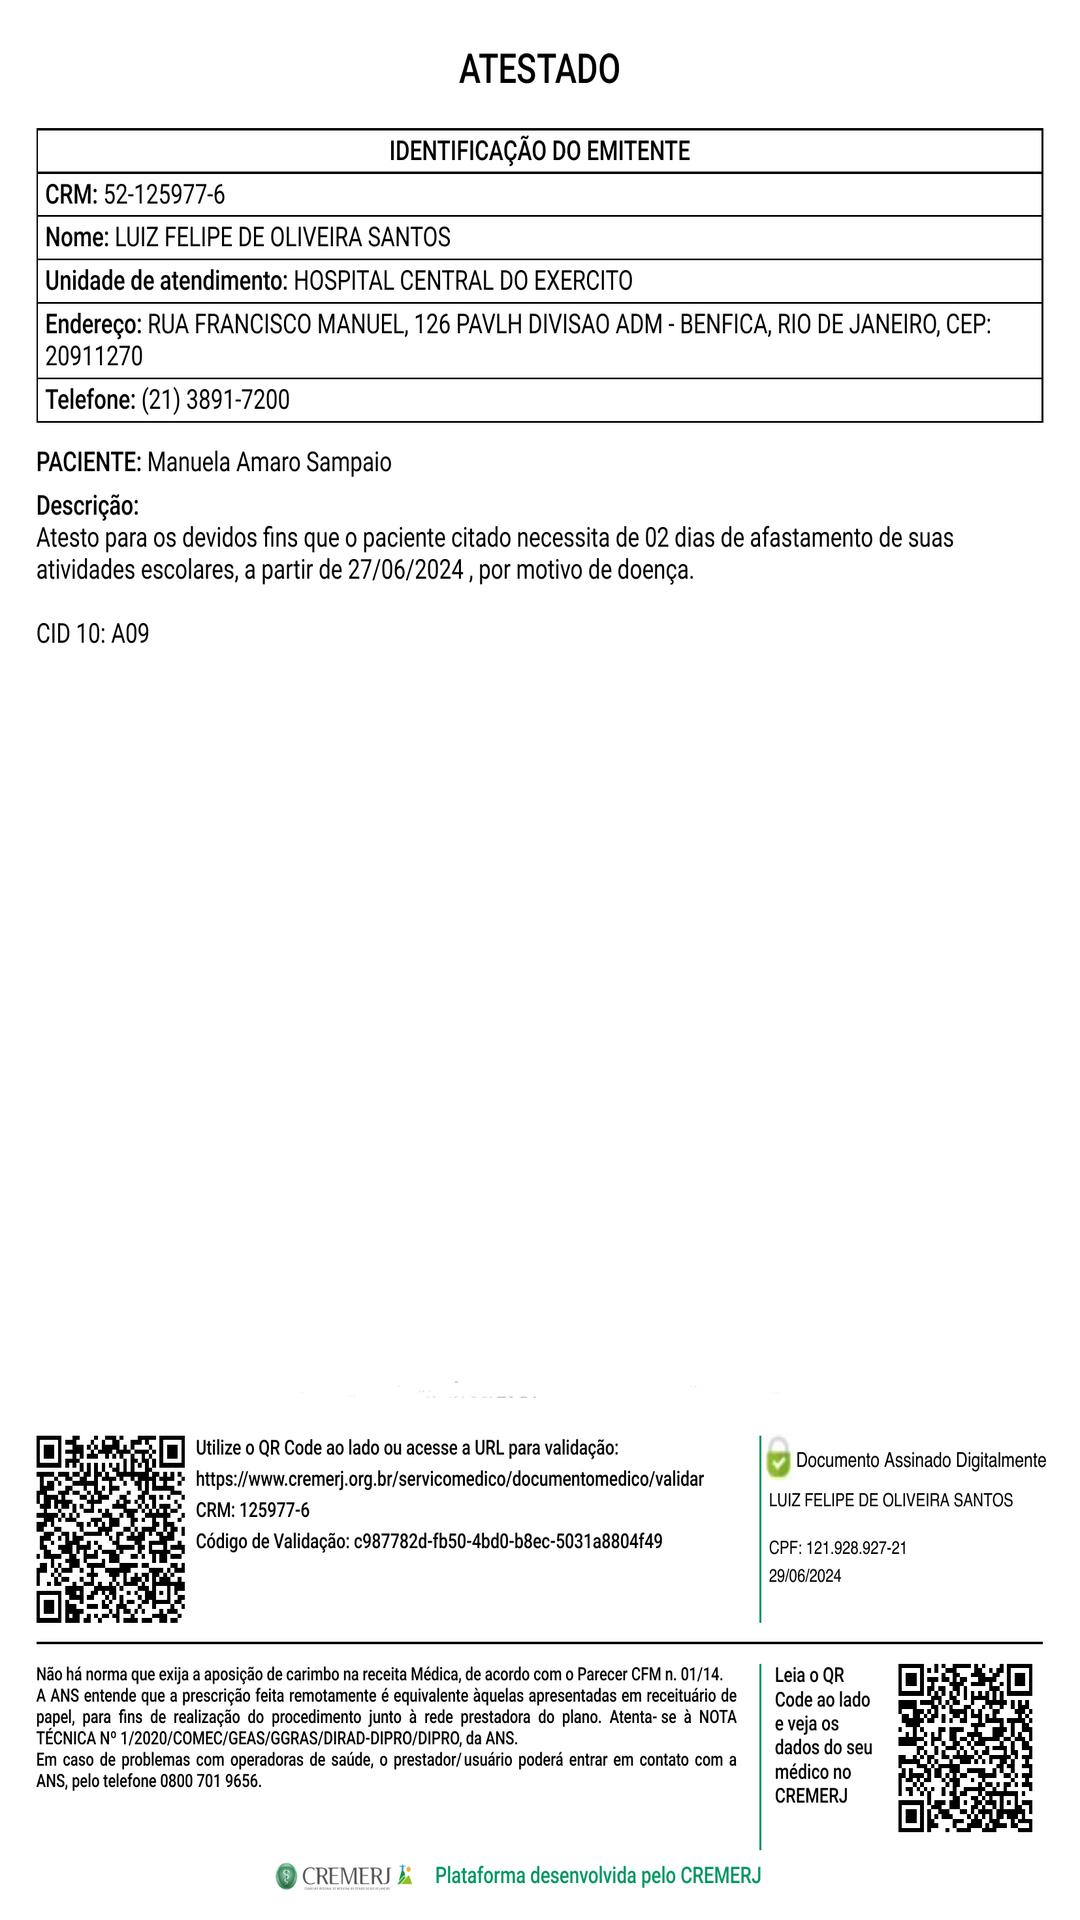 ATESTADO
IDENTIFICAÇÃO DO EMITENTE
CRM: 52-125977-6
Nome: LUIZ FELIPE DE OLIVEIRA SANTOS
Unidade de atendimento: HOSPITAL CENTRAL DO EXERCITO
Endereço: RUA FRANCISCO MANUEL, 126 PAVLH DIVISAO ADM - BENFICA, RIO DE JANEIRO, CEP:
20911270
Telefone: (21) 3891-7200
PACIENTE: Manuela Amaro Sampaio
Descrição:
Atesto para os devidos fins que o paciente citado necessita de 02 dias de afastamento de suas
atividades escolares, a partir de 27/06/2024 , por motivo de doença.
CID 10: A09
Utilize o QR Code ao lado ou acesse a URL para validação:
https://www.cremerj.org.br/servicomedico/documentomedico/validar
CRM: 125977-6
Código de Validação: c987782d-fb50-4bd0-b8ec-5031a8804f49
Documento Assinado Digitalmente
LUIZ FELIPE DE OLIVEIRA SANTOS
CPF: 121.928.927-21
29/06/2024
Não há norma que exija a aposição de carimbo na receita Médica, de acordo com o Parecer CFM n. 01/14.
A ANS entende que a prescrição feita remotamente é equivalente àquelas apresentadas em receituário de
papel, para fins de realização do procedimento junto à rede prestadora do plano. Atenta- se à NOTA
TÉCNICA Nº 1/2020/COMEC/GEAS/GGRAS/DIRAD-DIPRO/DIPRO, da ANS.
Em caso de problemas com operadoras de saúde, o prestador/ usuário poderá entrar em contato com a
ANS, pelo telefone 0800 701 9656.
Leia o QR
Code ao lado
e veja os
dados do seu
médico no
CREMERJ
CREMERJ
Plataforma desenvolvida pelo CREMERJ